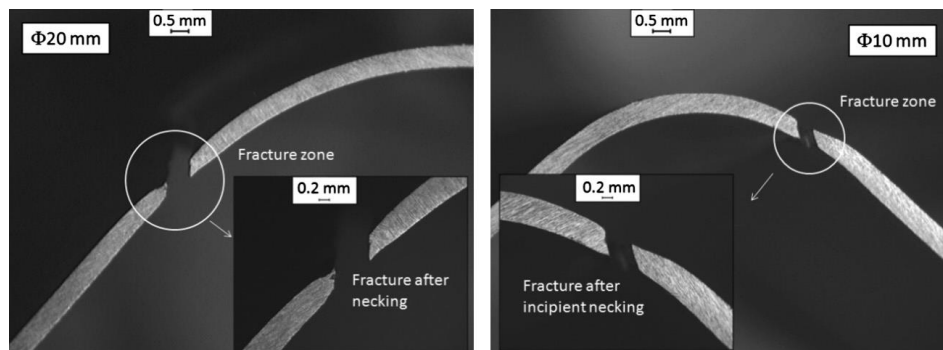 0.5 mm
Φ20 mm
Fracture zone
0.2 mm
Fracture after
necking
0.5 mm
Φ10 mm
Fracture zone
0.2 mm
Fracture after
incipient necking